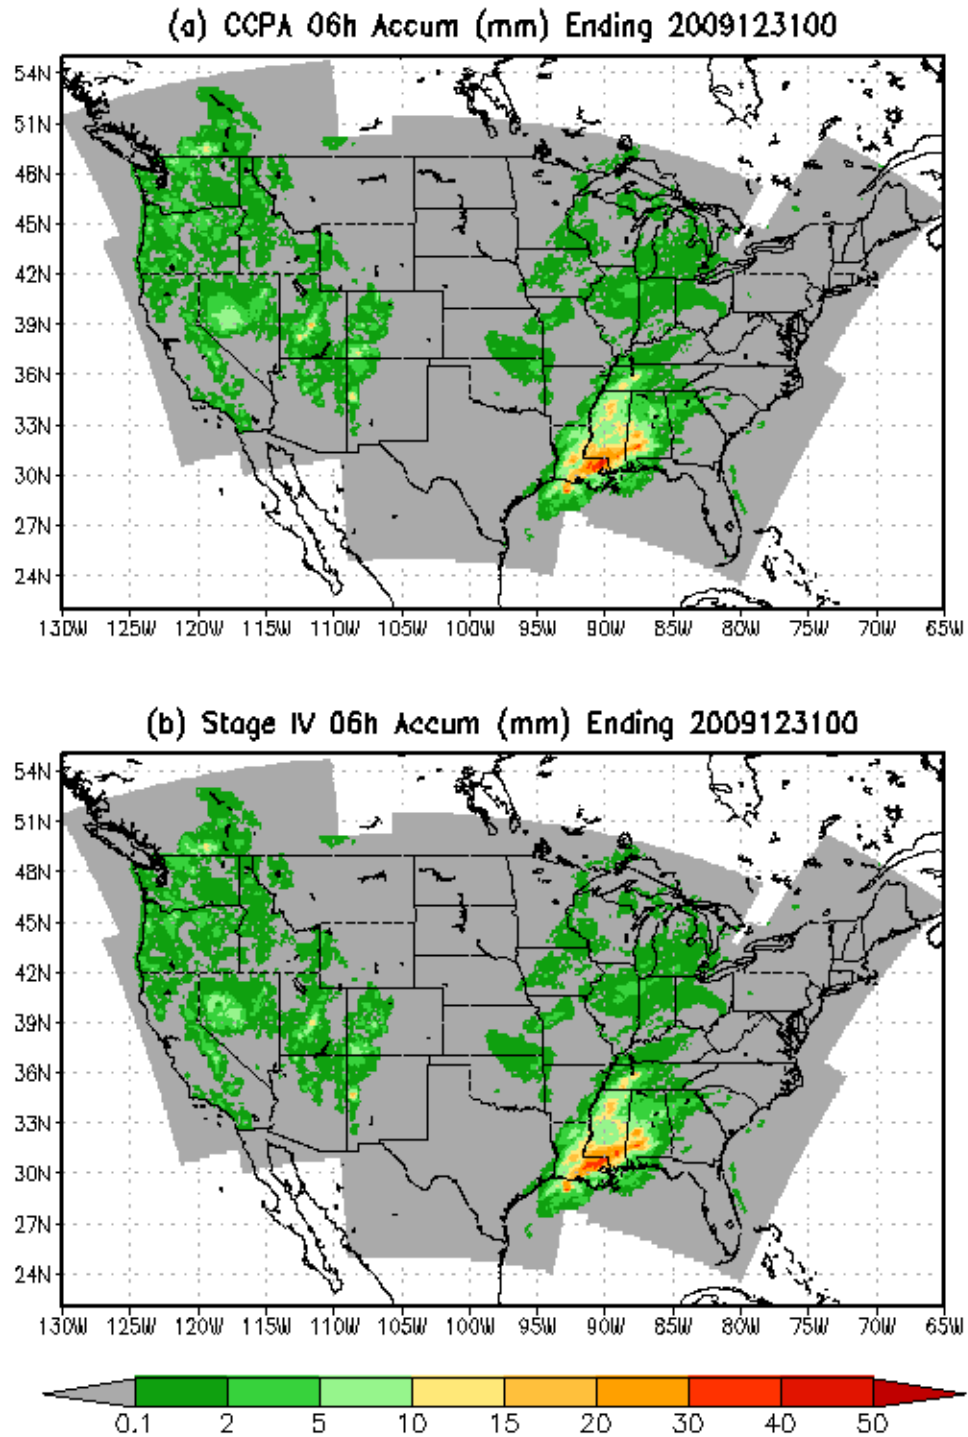 (a) CCPA 06h Accum (mm) Ending 2009123100
54N
51N
48N
45N
42N
39N
36N
33N
30N
27N
24N
130W 125W 120W 115W 110W 105W 100W 95W 90W 85W 80W 75W 70W 65W
(b) Stage IV 06h Accum (mm) Ending 2009123100
54N
51N
48N
45N
42N
39N
36N
33N
30N
27N
24N
130W 125W 120W 115W 110W 105W 100W 95W 90W 85W 80W 75W 70W 65W
0.1 2 5 10 15 20 30 40 50